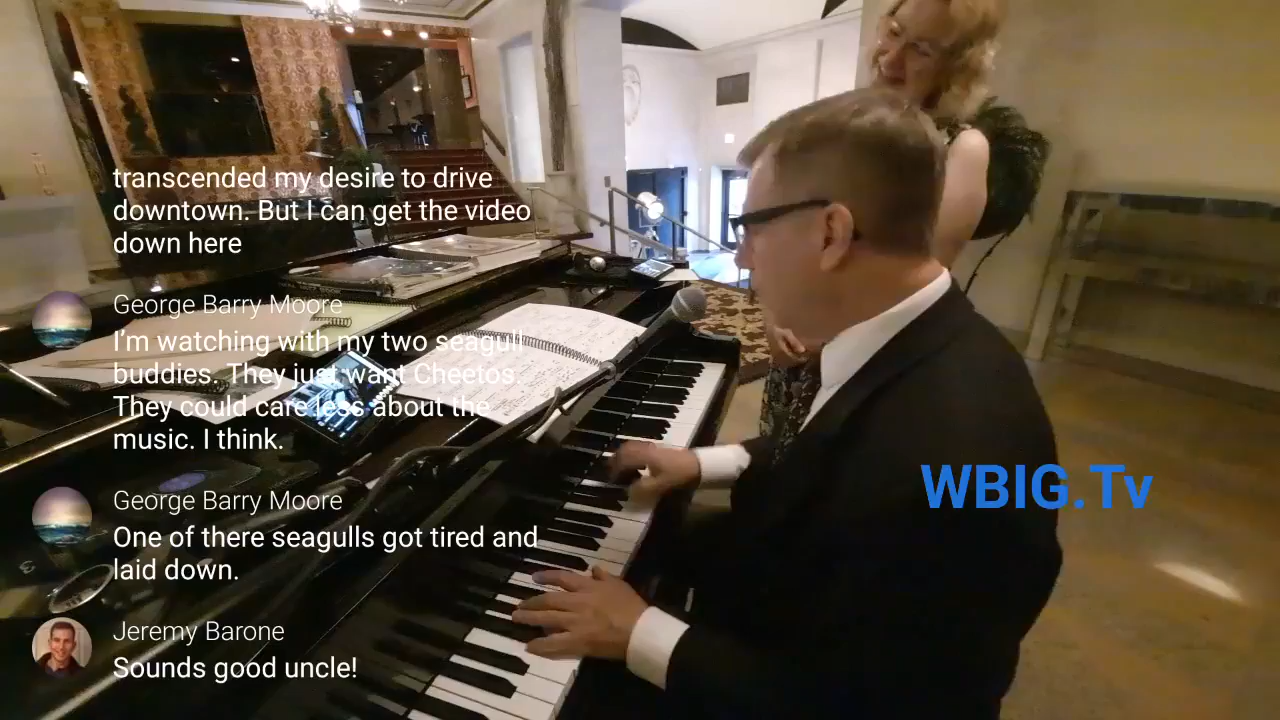 transcended my desire to drive
downtown. But I can get the video
down here
George Barry Moore
I'm watching with my two seagull
buddies. They just want Cheetos.
They could care less about the
music. I think.
George Barry Moore
One of there seagulls got tired and
laid down.
Jeremy Barone
Sounds good uncle!
WBIG.Tv